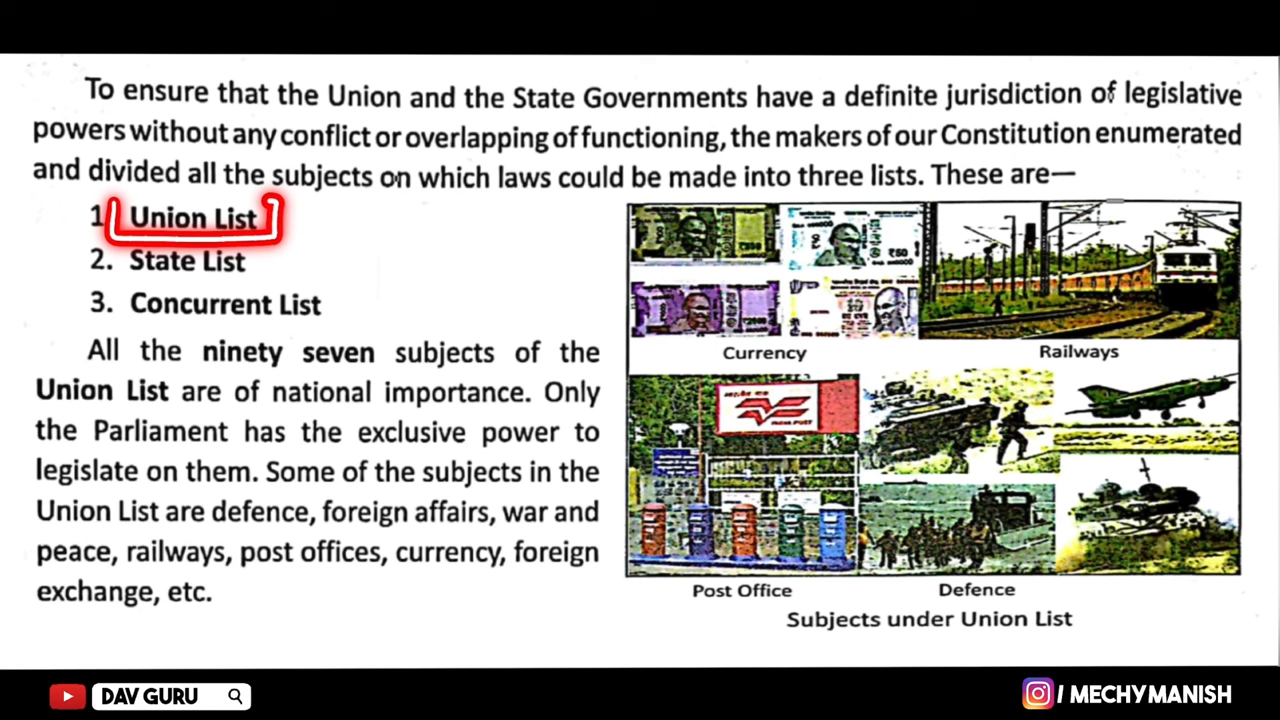 To ensure that the Union and the State Governments have a definite jurisdiction of legislative
powers without any conflict or overlapping of functioning, the makers of our Constitution enumerated
and divided all the subjects on which laws could be made into three lists. These are—
1 Union List
2. State List
3. Concurrent List
All the ninety seven subjects of the
Union List are of national importance. Only
the Parliament has the exclusive power to
legislate on them. Some of the subjects in the
Union List are defence, foreign affairs, war and
peace, railways, post offices, currency, foreign
exchange, etc.
₹50
Currency
Railways
INDIA POST
Post Office
Defence
Subjects under Union List
DAV GURU
/ MECHYMANISH